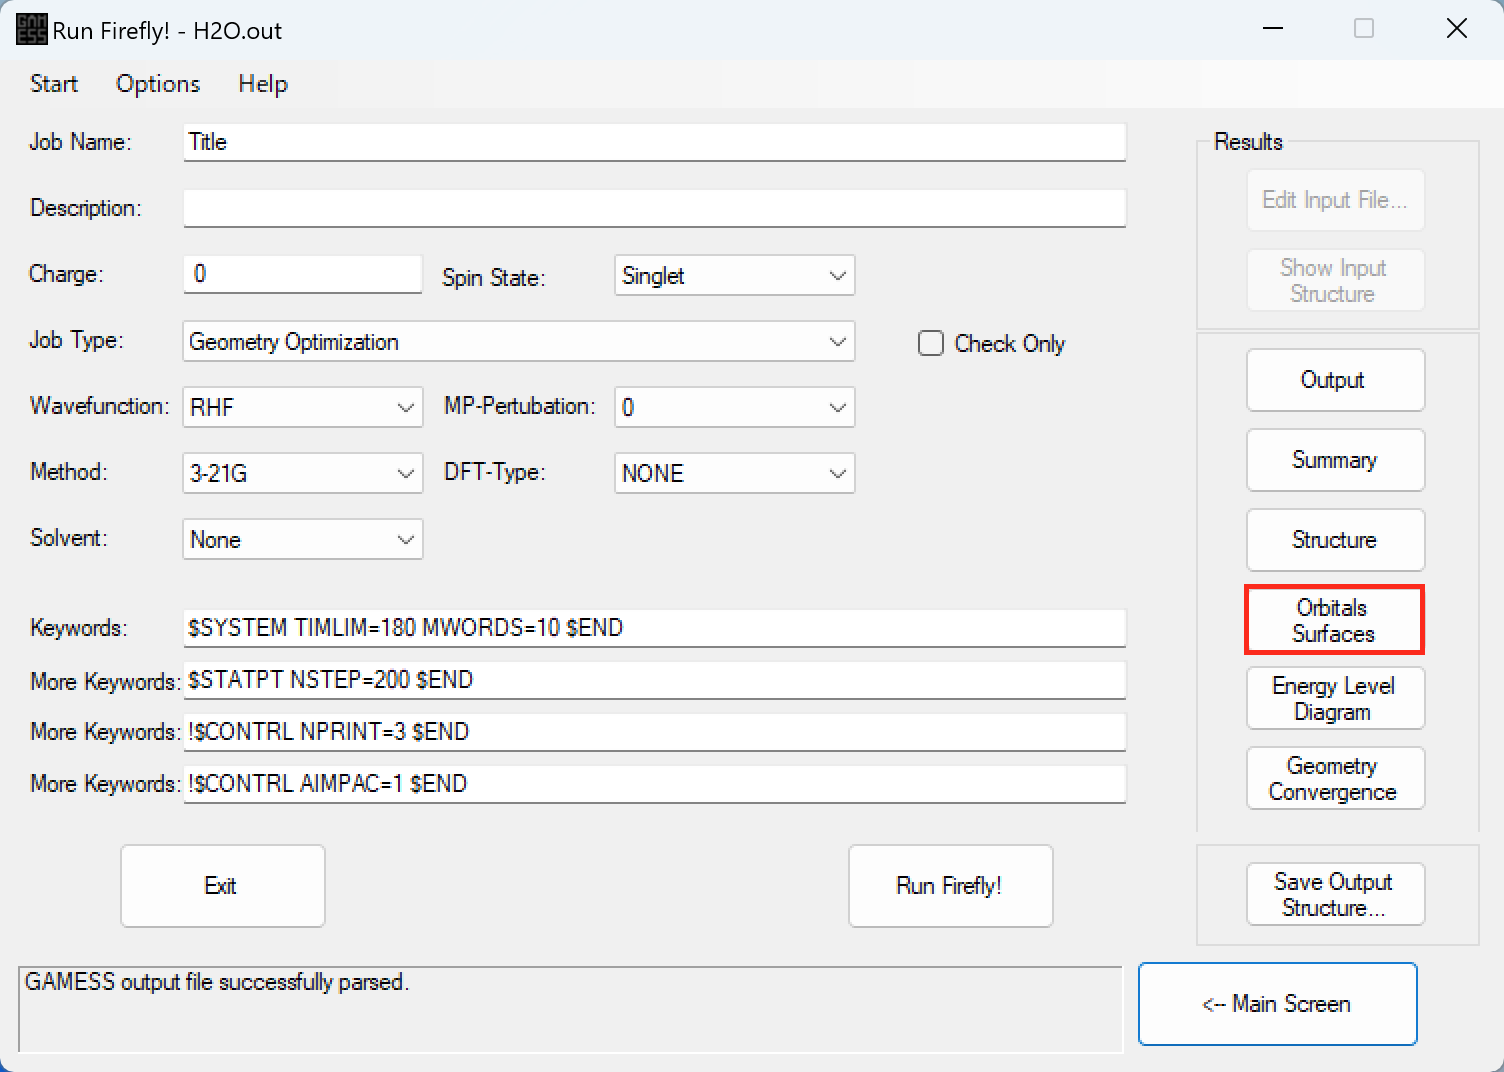 GAMESS
Run Firefly! - H2O.out
Start Options Help
Job Name: Title
Description:
Charge: 0 Spin State: Singlet
Job Type: Geometry Optimization Check Only
Wavefunction: RHF MP-Pertubation: 0
Method: 3-21G DFT-Type: NONE
Solvent: None
Keywords: $SYSTEM TIMLIM=180 MWORDS=10 $END
More Keywords: $STATPT NSTEP=200 $END
More Keywords: !$CONTRL NPRINT=3 $END
More Keywords: !$CONTRL AIMPAC=1 $END
Exit
Run Firefly!
Results
Edit Input File...
Show Input
Structure
Output
Summary
Structure
Orbitals
Surfaces
Energy Level
Diagram
Geometry
Convergence
Save Output
Structure...
GAMESS output file successfully parsed.
<-- Main Screen